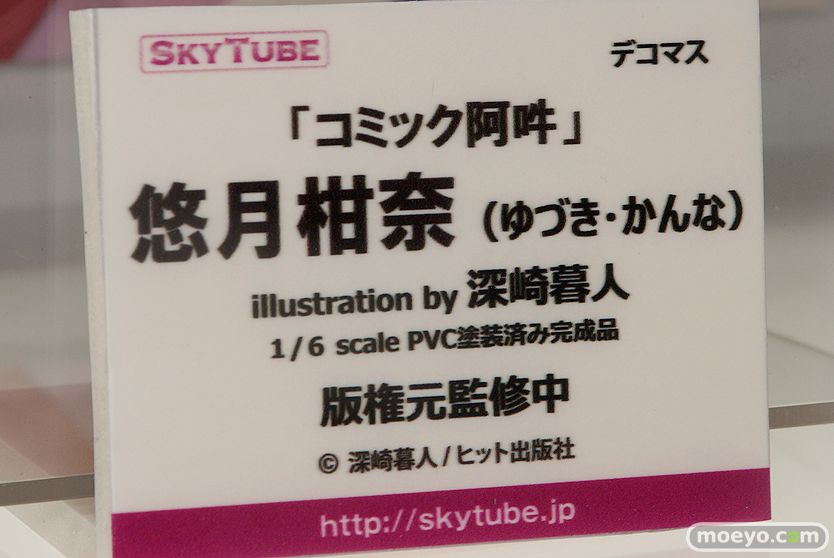 SKYTUBE
デコマス
「コミック阿吽」
悠月柑奈 (ゆづき・かんな)
illustration by 深崎暮人
1/6 scale PVC塗装済み完成品
版権元監修中
© 深崎暮人/ヒット出版社
http://skytube.jp
moeyo.com